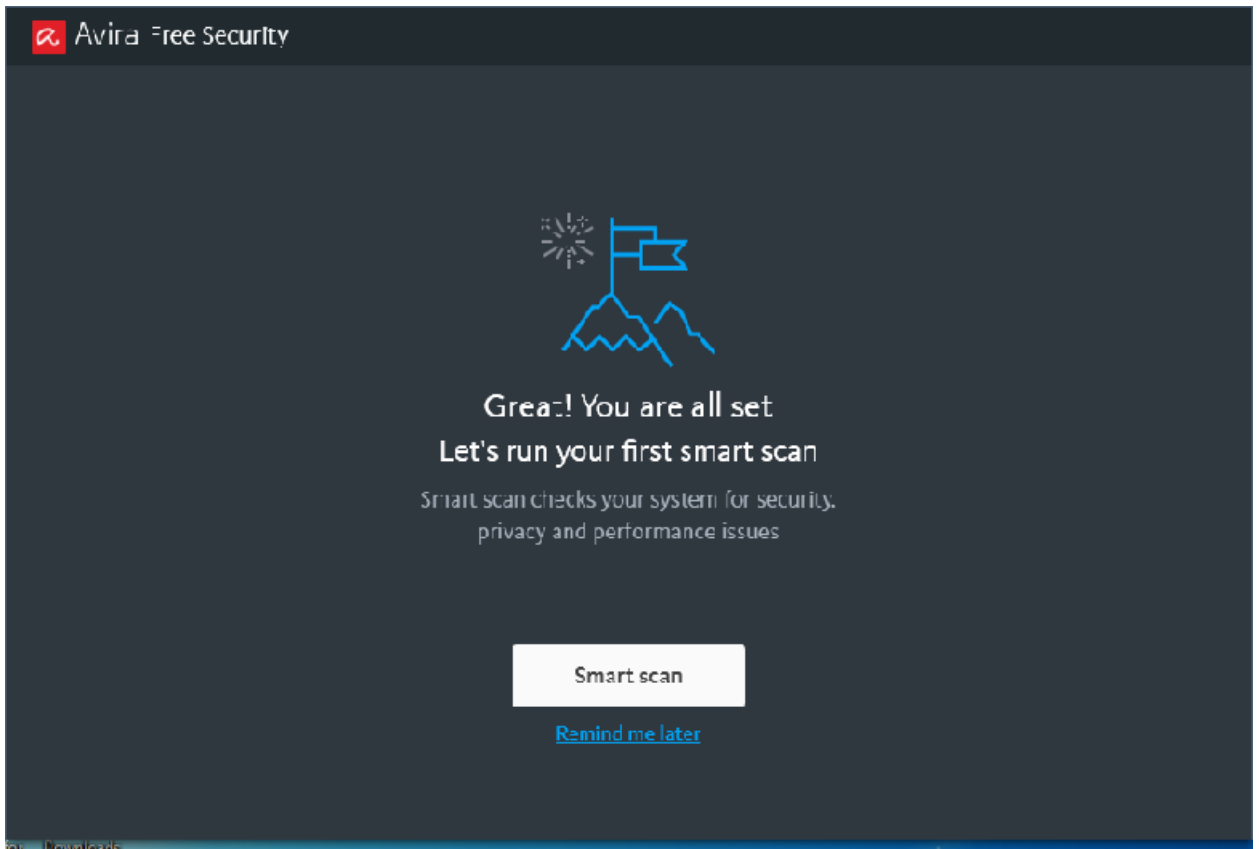 Avira Free Security
Great! You are all set
Let's run your first smart scan
Smart scan checks your system for security,
privacy and performance issues
Smart scan
Remind me later
Downloads